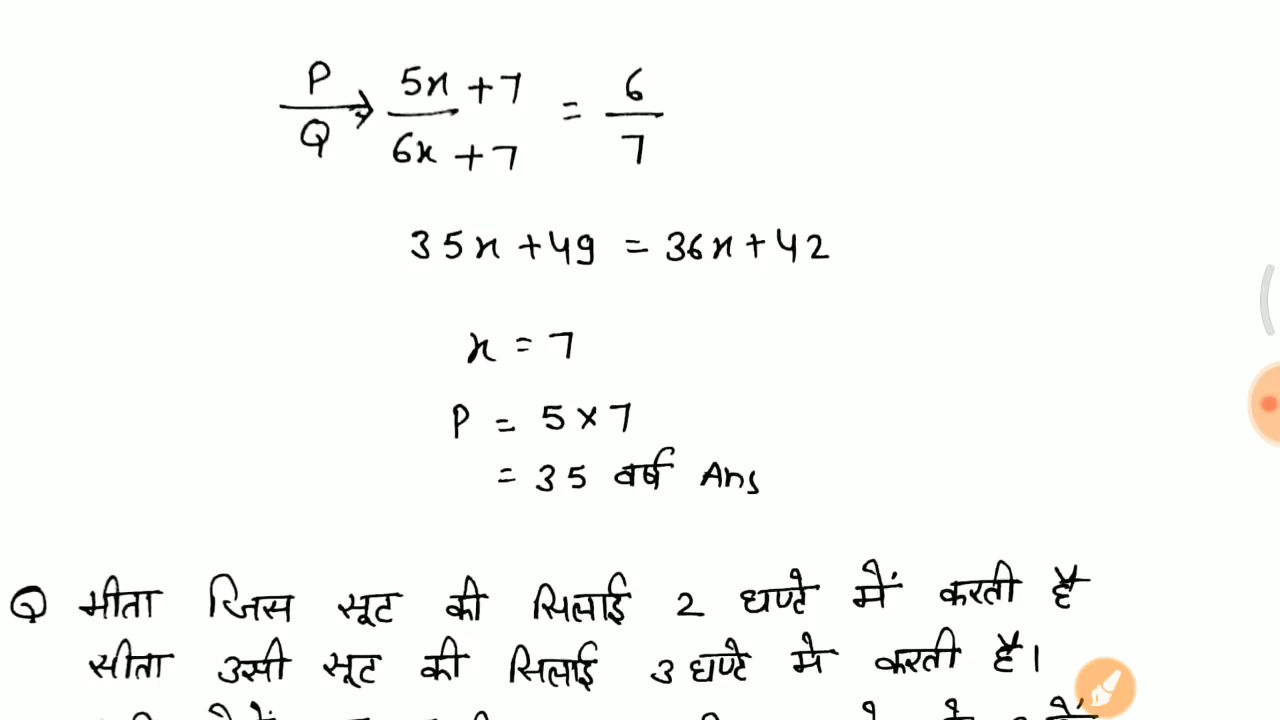 P/Q → 5x + 7 / 6x + 7 = 6/7
35x + 49 = 36x + 42
x = 7
P = 5 × 7
= 35 वर्ष Ans
Q मीता जिस सूट की सिलाई 2 घण्टे में करती है
सीता उसी सूट की सिलाई 3 घण्टे मे करती है।